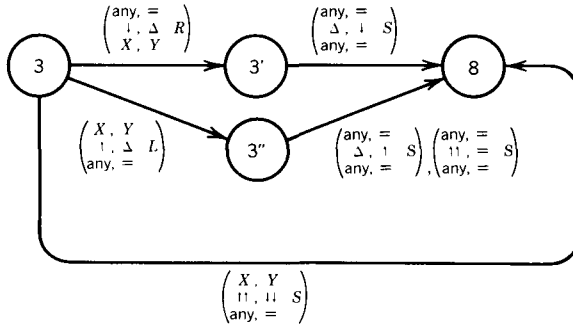 (any, =
↓, Δ R
X, Y)
(any, =
Δ, ↓ S
any, =)
3
3'
8
(X, Y
↑, Δ L
any, =)
3''
(any, =
Δ, ↑ S
any, =)
, (any, =
↑↑, = S
any, =)
(X, Y
↑↑, ↓↓ S
any, =)